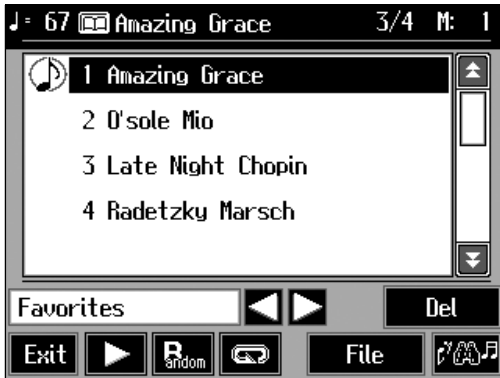 ♩= 67 Amazing Grace 3/4 M: 1
1 Amazing Grace
2 O'sole Mio
3 Late Night Chopin
4 Radetzky Marsch
Favorites Del
Exit Random File